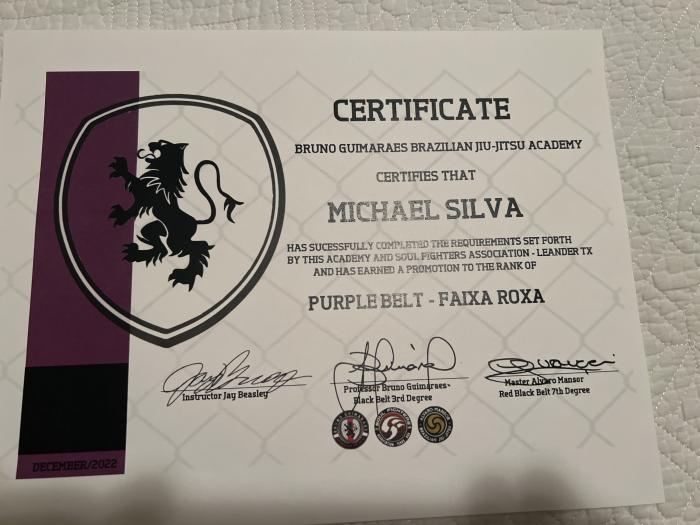 CERTIFICATE
BRUNO GUIMARAES BRAZILIAN JIU-JITSU ACADEMY
CERTIFIES THAT
MICHAEL SILVA
HAS SUCESSFULLY COMPLETED THE REQUIREMENTS SET FORTH
BY THIS ACADEMY AND SOUL FIGHTERS ASSOCIATION - LEANDER TX
AND HAS EARNED A PROMOTION TO THE RANK OF
PURPLE BELT - FAIXA ROXA
Instructor Jay Beasley
Professor Bruno Guimaraes-
Black Belt 3rd Degree
Master Alvaro Mansor
Red Black Belt 7th Degree
DECEMBER/2022